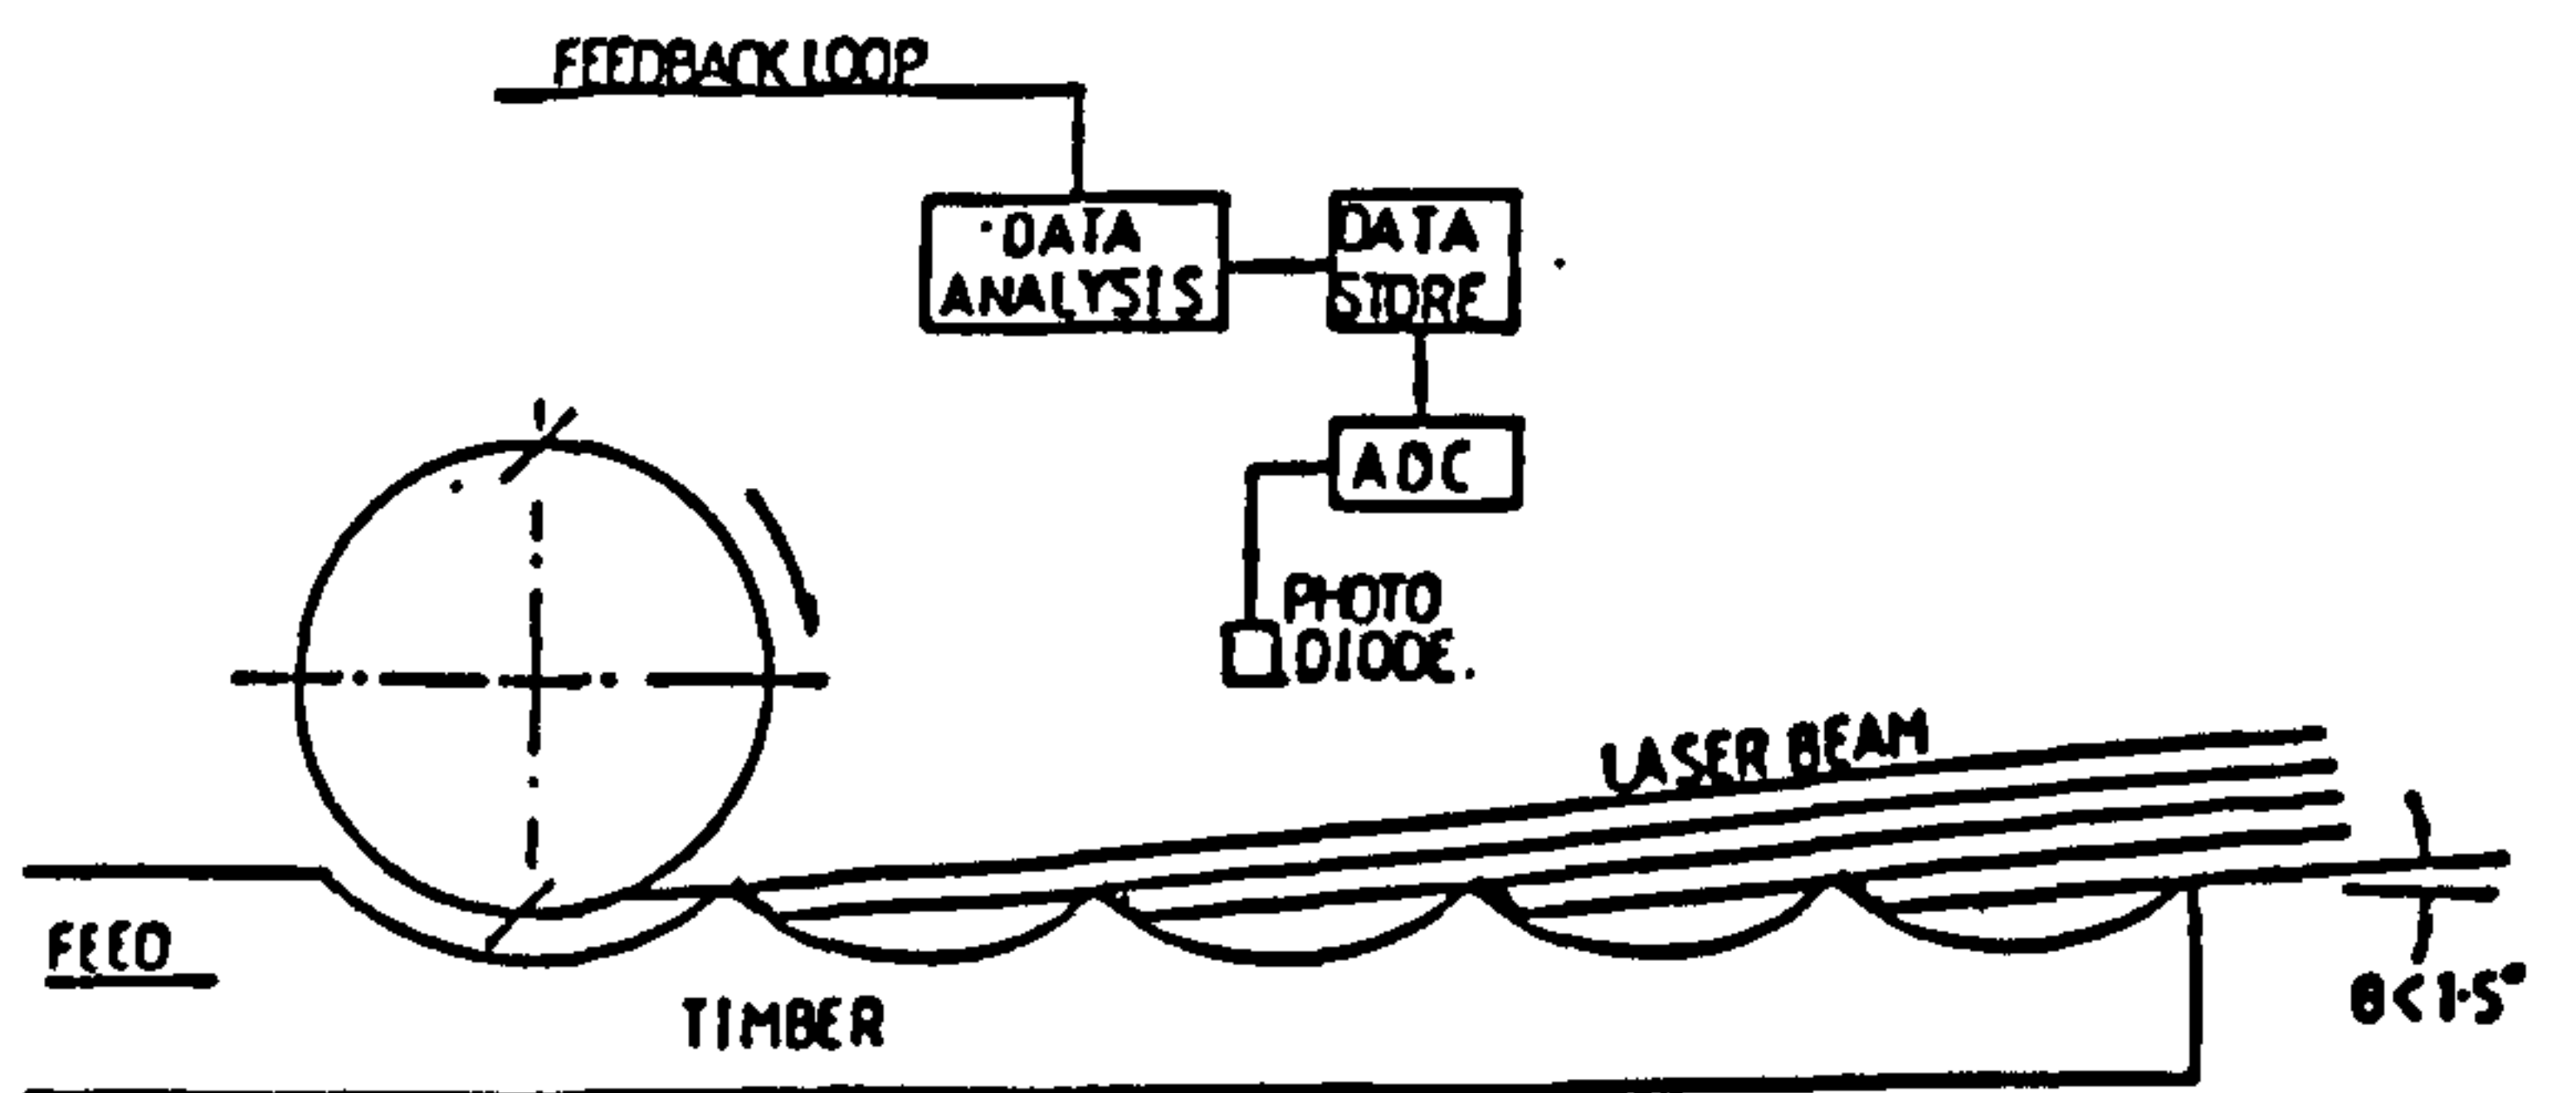 FEEDBACK LOOP
DATA
ANALYSIS
DATA
STORE
ADC
PHOTO
DIODE.
LASER BEAM
FEED
TIMBER
θ<1·5°